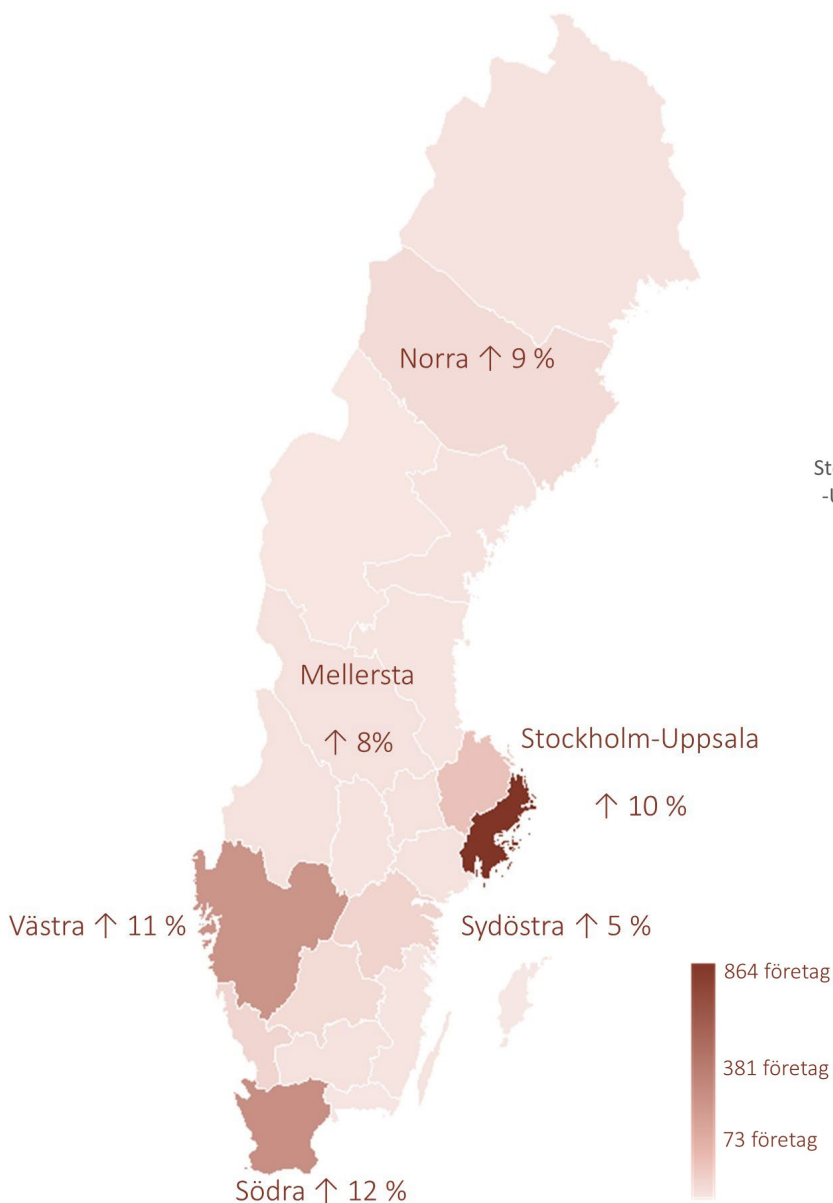 Norra ↑ 9 %
Mellersta
↑ 8%
Stockholm-Uppsala
↑ 10 %
Västra ↑ 11 %
Sydöstra ↑ 5 %
864 företag
381 företag
73 företag
Södra ↑ 12 %